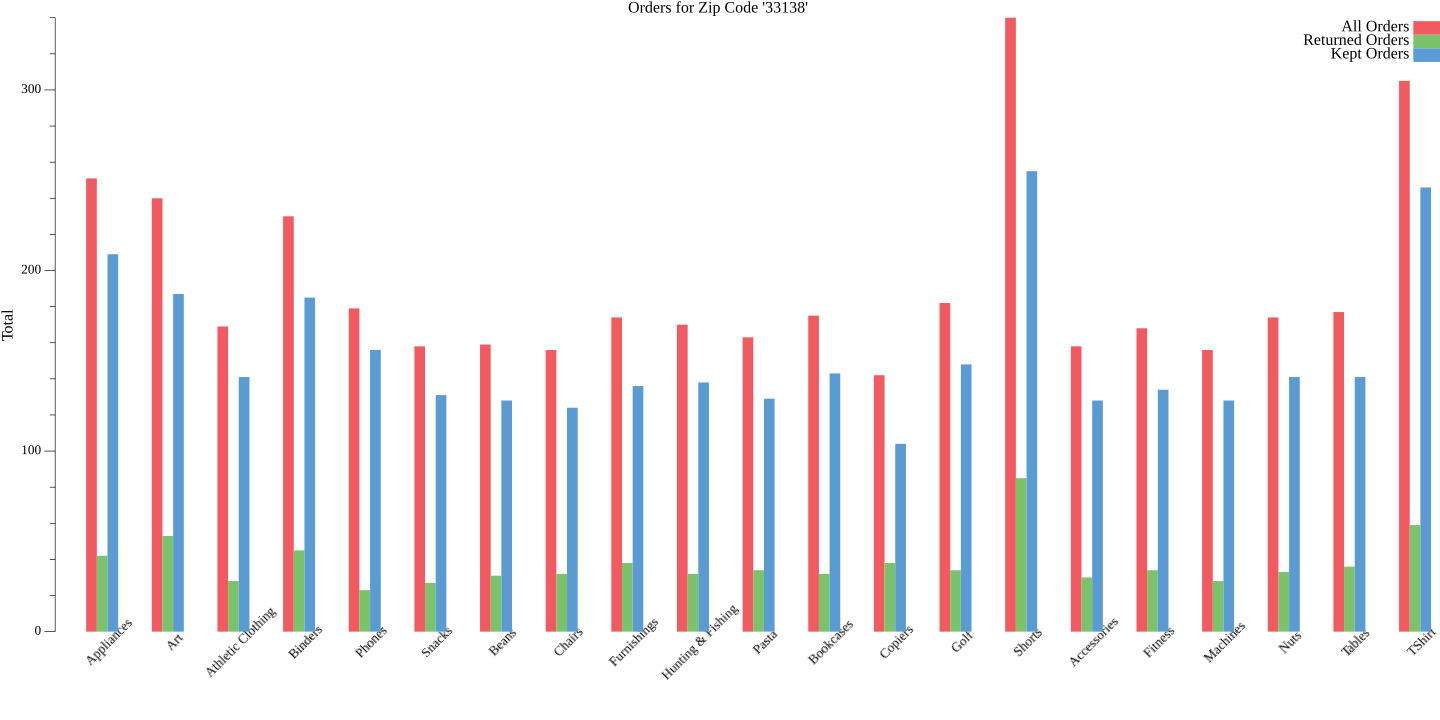 Orders for Zip Code '33138'
All Orders
Returned Orders
Kept Orders
Total
300
200
100
0
Appliances
Art
Athletic Clothing
Binders
Phones
Snacks
Beans
Chairs
Furnishings
Hunting & Fishing
Pasta
Bookcases
Copiers
Golf
Shorts
Accessories
Fitness
Machines
Nuts
Tables
TShirt